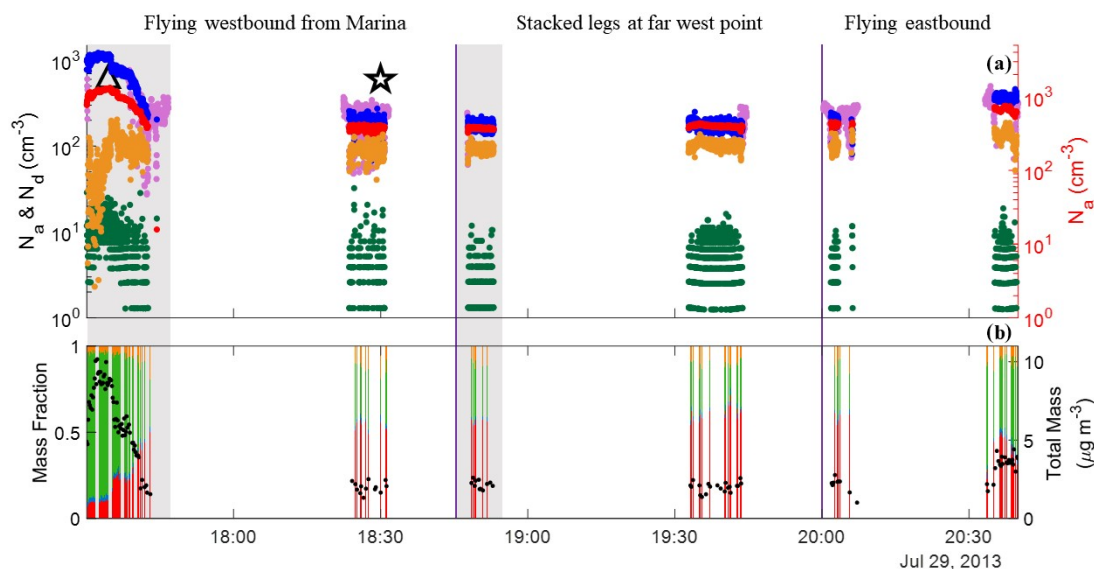 Flying westbound from Marina
Stacked legs at far west point
Flying eastbound
(a)
10³
10²
10¹
10⁰
Nₐ & N_d (cm⁻³)
10³
10²
10¹
10⁰
Nₐ (cm⁻³)
(b)
1
0.5
0
Mass Fraction
10
5
0
Total Mass
(μg m⁻³)
18:00 18:30 19:00 19:30 20:00 20:30
Jul 29, 2013